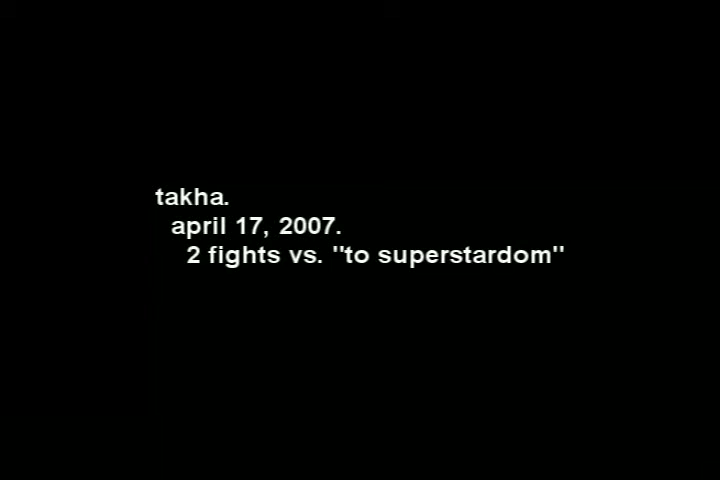 takha.
april 17, 2007.
2 fights vs. "to superstardom"